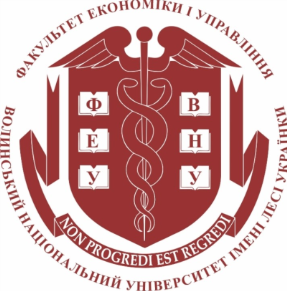 ФАКУЛЬТЕТ ЕКОНОМІКИ І УПРАВЛІННЯ
Ф В
Е Н
У У
NON PROGREDI EST REGREDI
ВОЛИНСЬКИЙ НАЦІОНАЛЬНИЙ УНІВЕРСИТЕТ ІМЕНІ ЛЕСІ УКРАЇНКИ